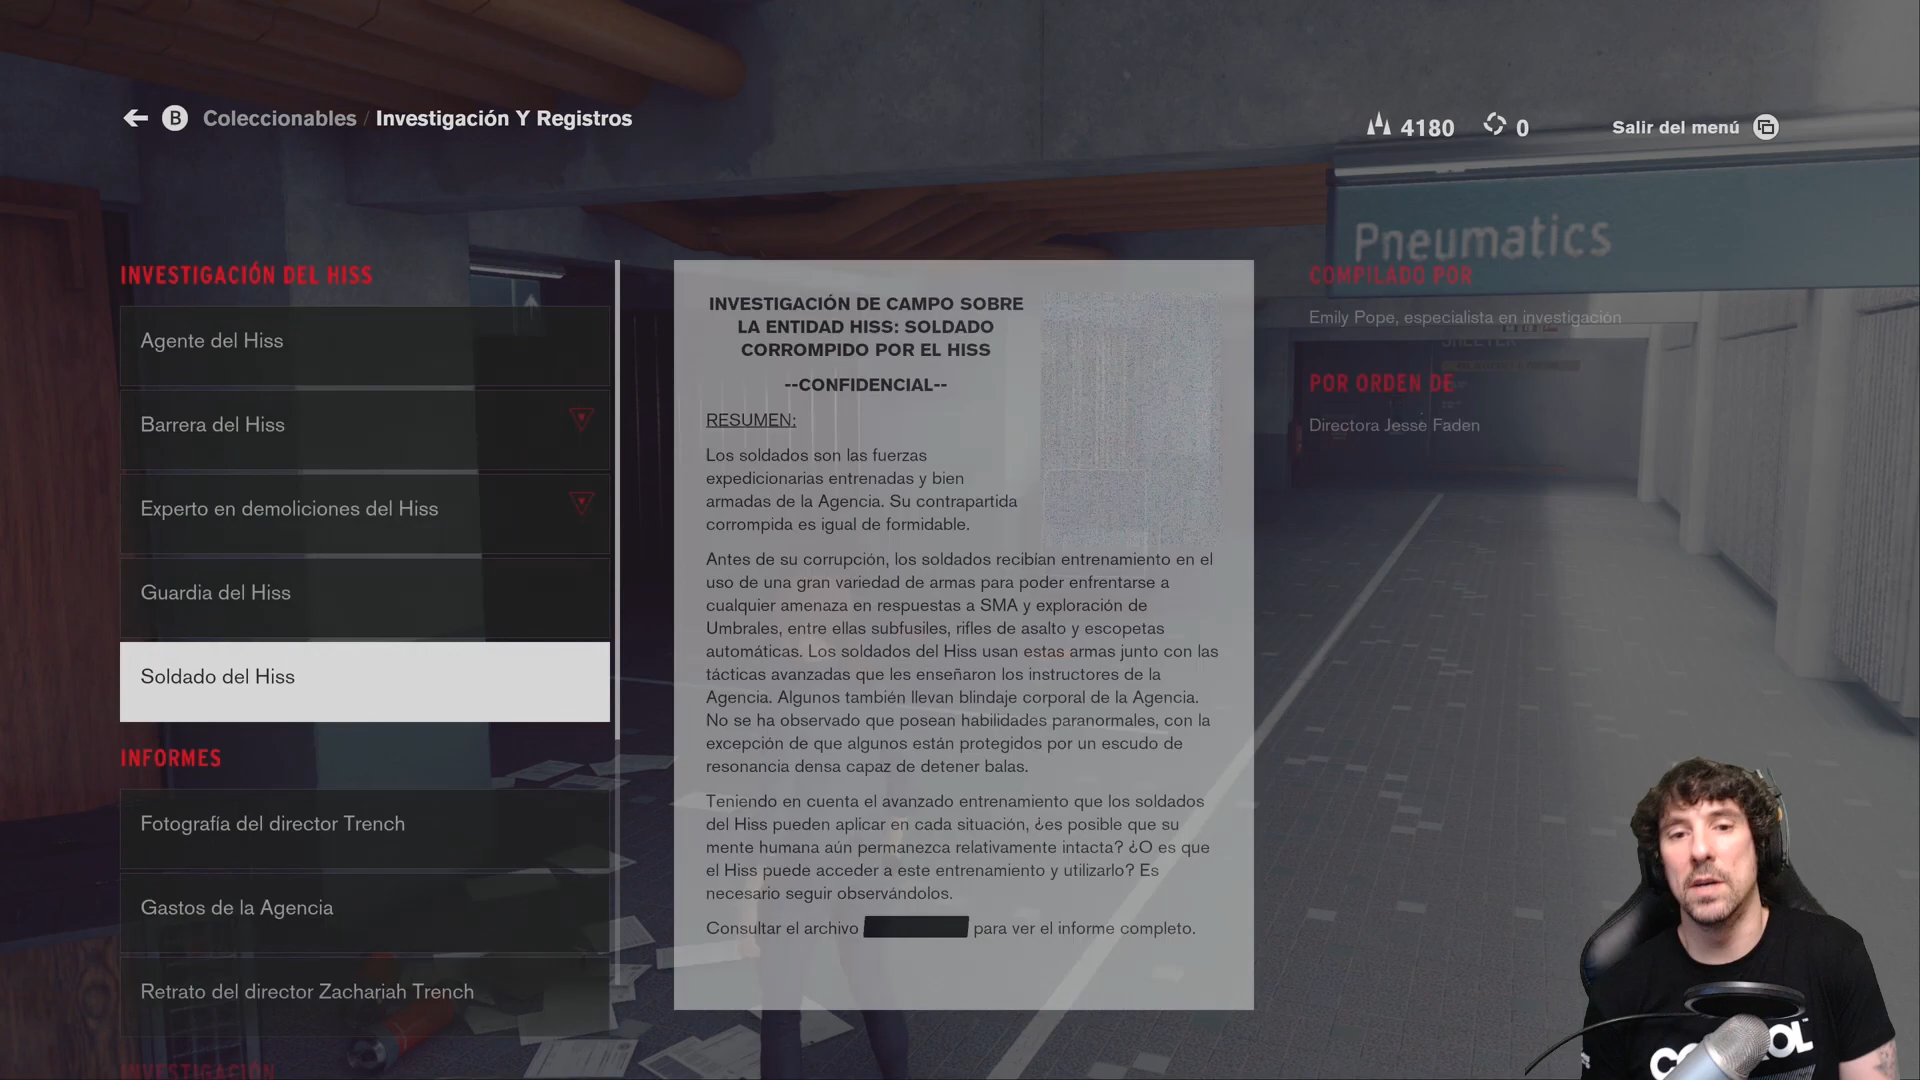 B Coleccionables / Investigación Y Registros
4180 0 Salir del menú
Pneumatics
INVESTIGACIÓN DEL HISS
Agente del Hiss
Barrera del Hiss
Experto en demoliciones del Hiss
Guardia del Hiss
Soldado del Hiss
INFORMES
Fotografía del director Trench
Gastos de la Agencia
Retrato del director Zachariah Trench
INVESTIGACIÓN
INVESTIGACIÓN DE CAMPO SOBRE
LA ENTIDAD HISS: SOLDADO
CORROMPIDO POR EL HISS
--CONFIDENCIAL--
RESUMEN:
Los soldados son las fuerzas
expedicionarias entrenadas y bien
armadas de la Agencia. Su contrapartida
corrompida es igual de formidable.
Antes de su corrupción, los soldados recibían entrenamiento en el
uso de una gran variedad de armas para poder enfrentarse a
cualquier amenaza en respuestas a SMA y exploración de
Umbrales, entre ellas subfusiles, rifles de asalto y escopetas
automáticas. Los soldados del Hiss usan estas armas junto con las
tácticas avanzadas que les enseñaron los instructores de la
Agencia. Algunos también llevan blindaje corporal de la Agencia.
No se ha observado que posean habilidades paranormales, con la
excepción de que algunos están protegidos por un escudo de
resonancia densa capaz de detener balas.
Teniendo en cuenta el avanzado entrenamiento que los soldados
del Hiss pueden aplicar en cada situación, ¿es posible que su
mente humana aún permanezca relativamente intacta? ¿O es que
el Hiss puede acceder a este entrenamiento y utilizarlo? Es
necesario seguir observándolos.
Consultar el archivo para ver el informe completo.
COMPILADO POR
Emily Pope, especialista en investigación
POR ORDEN DE
Directora Jesse Faden